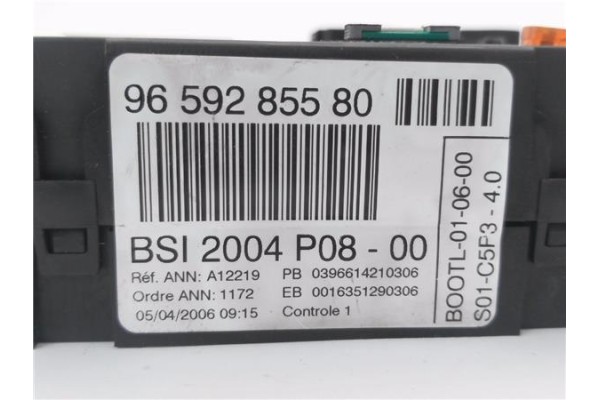 96 592 855 80
BSI 2004 P08 - 00
Réf. ANN: A12219 PB 0396614210306
Ordre ANN: 1172 EB 0016351290306
05/04/2006 09:15 Controle 1
BOOTL-01-06-00
S01-C5P3 - 4.0